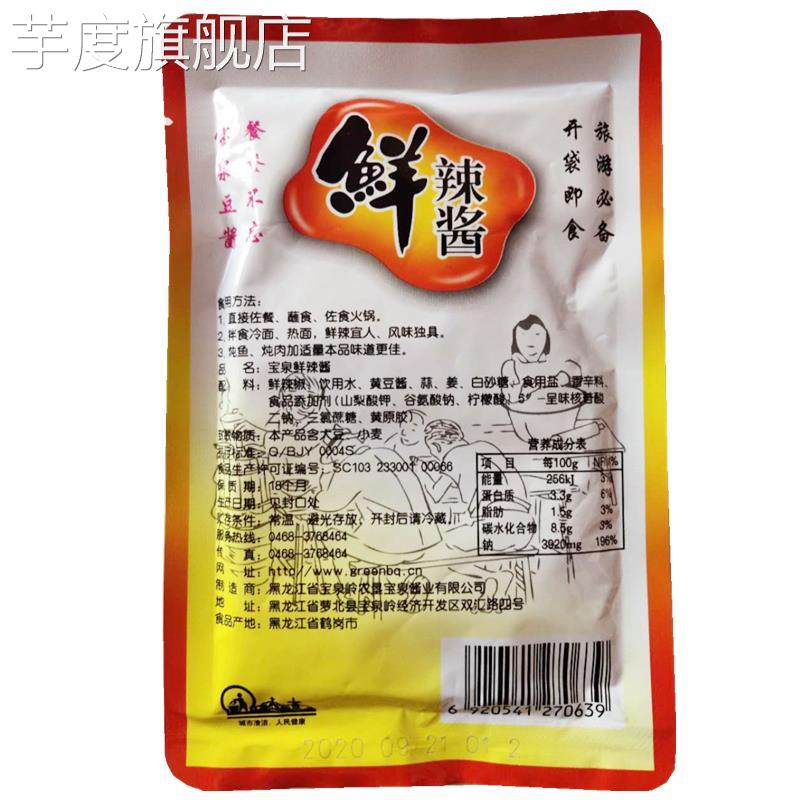 芋度旗舰店
旅游必备
开袋即食
鲜
辣酱
食用方法：
1、直接佐餐、蘸食、佐食火锅。
2、拌食冷面、热面，鲜辣宜人、风味独具。
3、炖鱼、炖肉加适量本品味道更佳。
品 名：宝泉鲜辣酱
配 料：鲜辣椒、饮用水、黄豆酱、蒜、姜、白砂糖、食用盐、香辛料、
食品添加剂(山梨酸钾、谷氨酸钠、柠檬酸、5’-呈味核苷酸
二钠、三氯蔗糖、黄原胶)
致敏物质：本产品含大豆、小麦
产品标准：Q/BJY 0004S
食品生产许可证编号：SC103 233001 00066
保 质 期：18个月
生产日期：见封口处
贮存条件：常温、避光存放，开封后请冷藏。
服务热线：0468-3768464
传 真：0468-3768464
网 址：http://www.greenbq.cn
制 造 商：黑龙江省宝泉岭农垦宝泉酱业有限公司
地 址：黑龙江省萝北县宝泉岭经济开发区双汇路四号
食品产地：黑龙江省鹤岗市
营养成分表
项 目 每100g NRV%
能量 256kJ 3%
蛋白质 3.3g 6%
脂肪 1.5g 3%
碳水化合物 8.5g 3%
钠 3920mg 196%
6 920541 270639
城市清洁，人民健康
2020 09 21 01 2